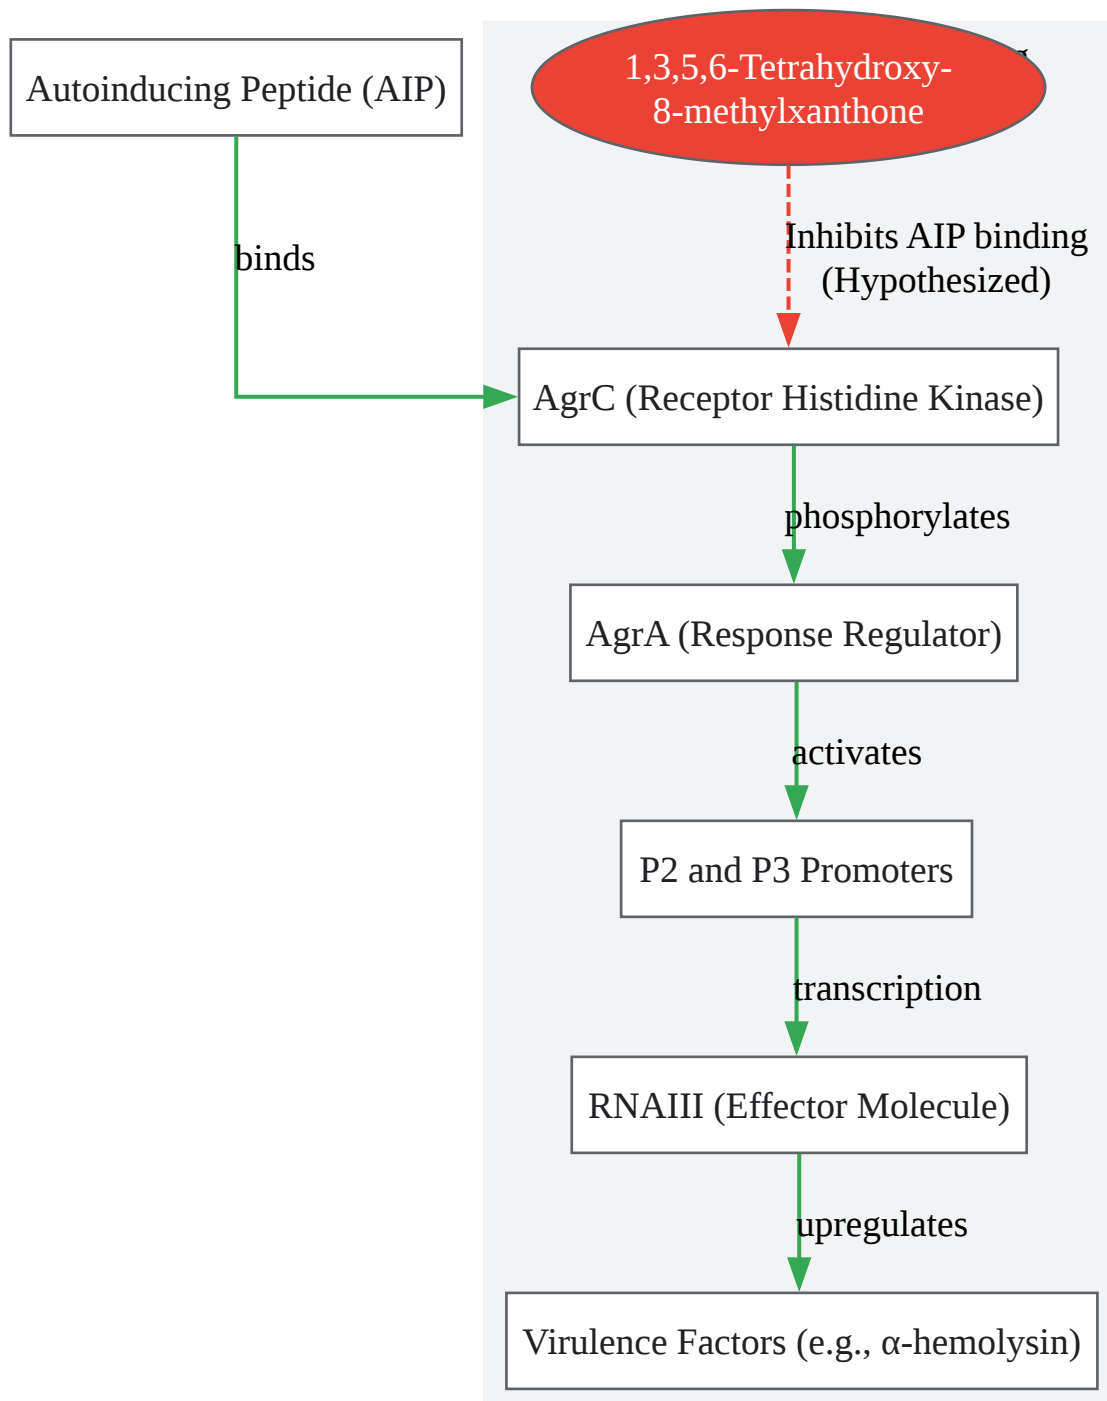 Autoinducing Peptide (AIP)
1,3,5,6-Tetrahydroxy-
8-methylxanthone
binds
Inhibits AIP binding
(Hypothesized)
AgrC (Receptor Histidine Kinase)
phosphorylates
AgrA (Response Regulator)
activates
P2 and P3 Promoters
transcription
RNAIII (Effector Molecule)
upregulates
Virulence Factors (e.g., α-hemolysin)